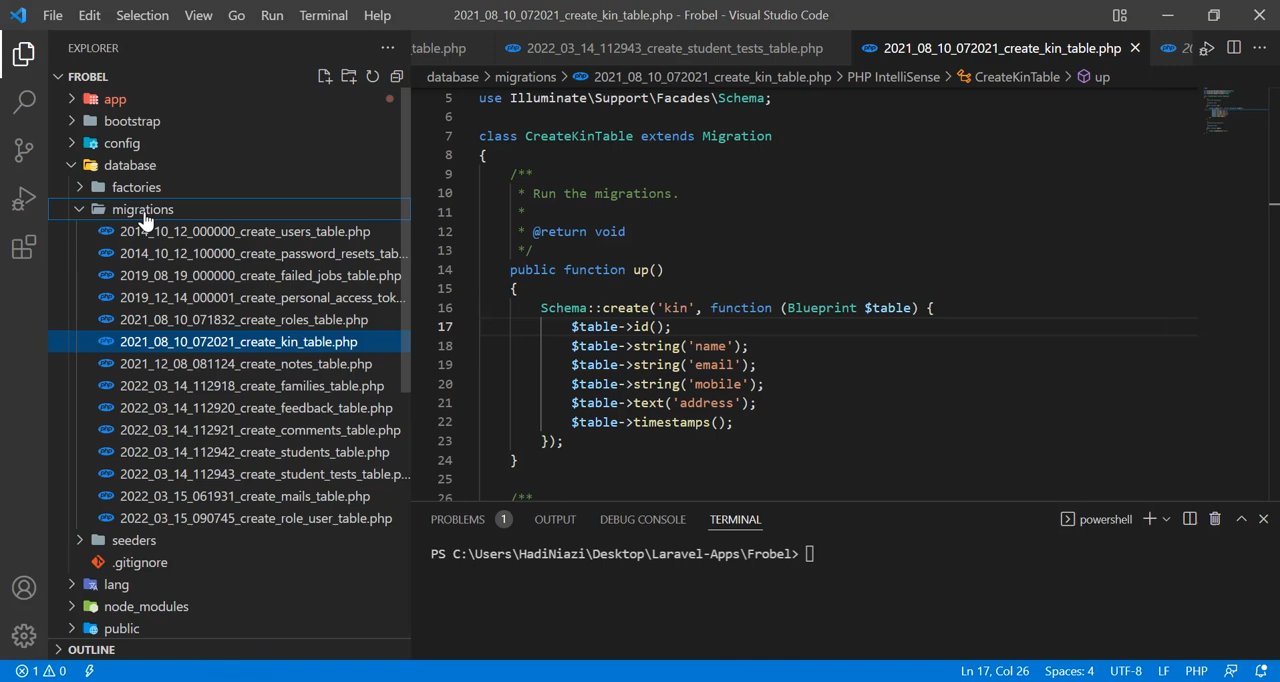 File Edit Selection View Go Run Terminal Help 2021_08_10_072021_create_kin_table.php - Frobel - Visual Studio Code
EXPLORER
FROBEL
app
bootstrap
config
database
factories
migrations
2014_10_12_000000_create_users_table.php
2014_10_12_100000_create_password_resets_tab...
2019_08_19_000000_create_failed_jobs_table.php
2019_12_14_000001_create_personal_access_tok...
2021_08_10_071832_create_roles_table.php
2021_08_10_072021_create_kin_table.php
2021_12_08_081124_create_notes_table.php
2022_03_14_112918_create_families_table.php
2022_03_14_112920_create_feedback_table.php
2022_03_14_112921_create_comments_table.php
2022_03_14_112942_create_students_table.php
2022_03_14_112943_create_student_tests_table.p...
2022_03_15_061931_create_mails_table.php
2022_03_15_090745_create_role_user_table.php
seeders
.gitignore
lang
node_modules
public
OUTLINE
table.php 2022_03_14_112943_create_student_tests_table.php 2021_08_10_072021_create_kin_table.php
database > migrations > 2021_08_10_072021_create_kin_table.php > PHP IntelliSense > CreateKinTable > up
5 use Illuminate\Support\Facades\Schema;
6
7 class CreateKinTable extends Migration
8 {
9 /**
10 * Run the migrations.
11 *
12 * @return void
13 */
14 public function up()
15 {
16 Schema::create('kin', function (Blueprint $table) {
17 $table->id();
18 $table->string('name');
19 $table->string('email');
20 $table->string('mobile');
21 $table->text('address');
22 $table->timestamps();
23 });
24 }
25
26 /**
PROBLEMS 1 OUTPUT DEBUG CONSOLE TERMINAL powershell
PS C:\Users\HadiNiazi\Desktop\Laravel-Apps\Frobel>
1 0 Ln 17, Col 26 Spaces: 4 UTF-8 LF PHP